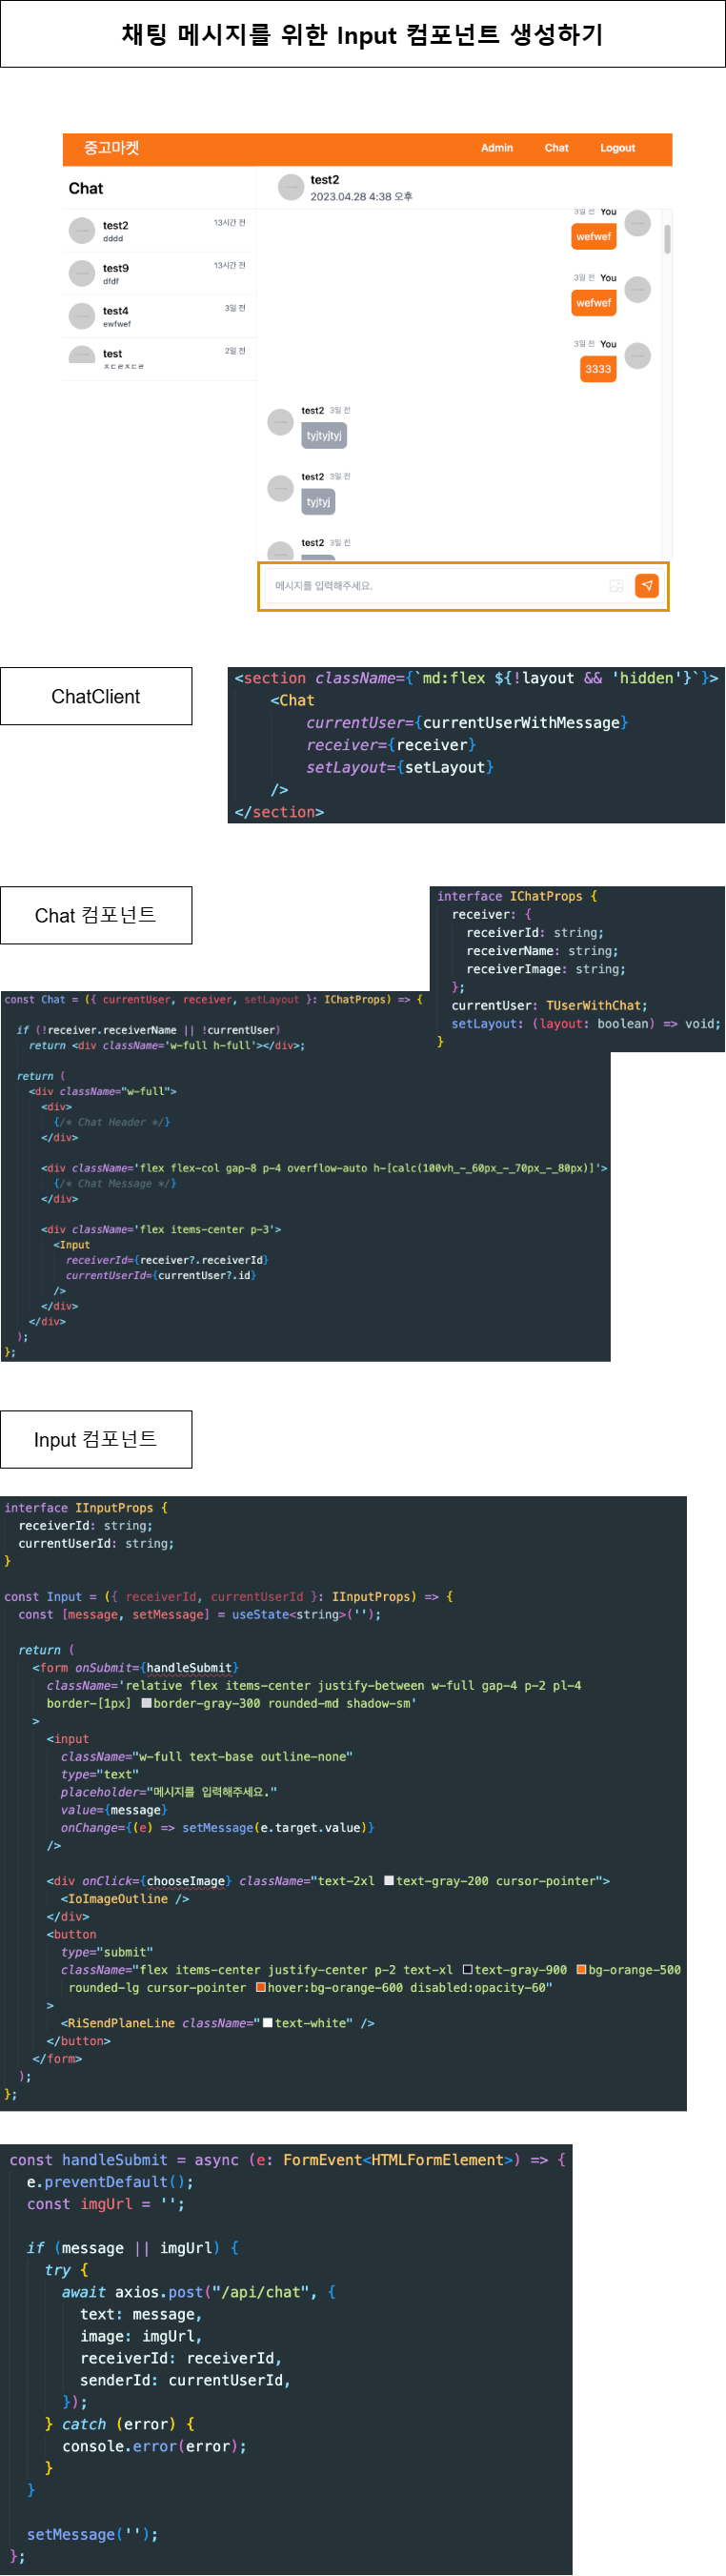 채팅 메시지를 위한 Input 컴포넌트 생성하기
중고마켓
Admin
Chat
Logout
Chat
test2
2023.04.28 4:38 오후
test2
13시간 전
dddd
test9
13시간 전
dfdf
test4
3일 전
ewfwef
test
2일 전
ㅈㄷㄹㅈㄷㄹ
3일 전 You
wefwef
3일 전 You
wefwef
3일 전 You
3333
test2 3일 전
tyjtyjtyj
test2 3일 전
tyjtyj
test2 3일 전
메시지를 입력해주세요.
ChatClient
<section className={`md:flex ${!layout && 'hidden'}`}>
<Chat
currentUser={currentUserWithMessage}
receiver={receiver}
setLayout={setLayout}
/>
</section>
Chat 컴포넌트
interface IChatProps {
receiver: {
receiverId: string;
receiverName: string;
receiverImage: string;
};
currentUser: TUserWithChat;
setLayout: (layout: boolean) => void;
}
const Chat = ({ currentUser, receiver, setLayout }: IChatProps) => {
if (!receiver.receiverName || !currentUser)
return <div className='w-full h-full'></div>;
return (
<div className="w-full">
<div>
{/* Chat Header */}
</div>
<div className='flex flex-col gap-8 p-4 overflow-auto h-[calc(100vh_-_60px_-_70px_-_80px)]'>
{/* Chat Message */}
</div>
<div className='flex items-center p-3'>
<Input
receiverId={receiver?.receiverId}
currentUserId={currentUser?.id}
/>
</div>
</div>
);
};
Input 컴포넌트
interface IInputProps {
receiverId: string;
currentUserId: string;
}
const Input = ({ receiverId, currentUserId }: IInputProps) => {
const [message, setMessage] = useState<string>('');
return (
<form onSubmit={handleSubmit}
className='relative flex items-center justify-between w-full gap-4 p-2 pl-4
border-[1px] border-gray-300 rounded-md shadow-sm'
>
<input
className="w-full text-base outline-none"
type="text"
placeholder="메시지를 입력해주세요."
value={message}
onChange={(e) => setMessage(e.target.value)}
/>
<div onClick={chooseImage} className="text-2xl text-gray-200 cursor-pointer">
<IoImageOutline />
</div>
<button
type="submit"
className="flex items-center justify-center p-2 text-xl text-gray-900 bg-orange-500
rounded-lg cursor-pointer hover:bg-orange-600 disabled:opacity-60"
>
<RiSendPlaneLine className="text-white" />
</button>
</form>
);
};
const handleSubmit = async (e: FormEvent<HTMLFormElement>) => {
e.preventDefault();
const imgUrl = '';
if (message || imgUrl) {
try {
await axios.post("/api/chat", {
text: message,
image: imgUrl,
receiverId: receiverId,
senderId: currentUserId,
});
} catch (error) {
console.error(error);
}
}
setMessage('');
};